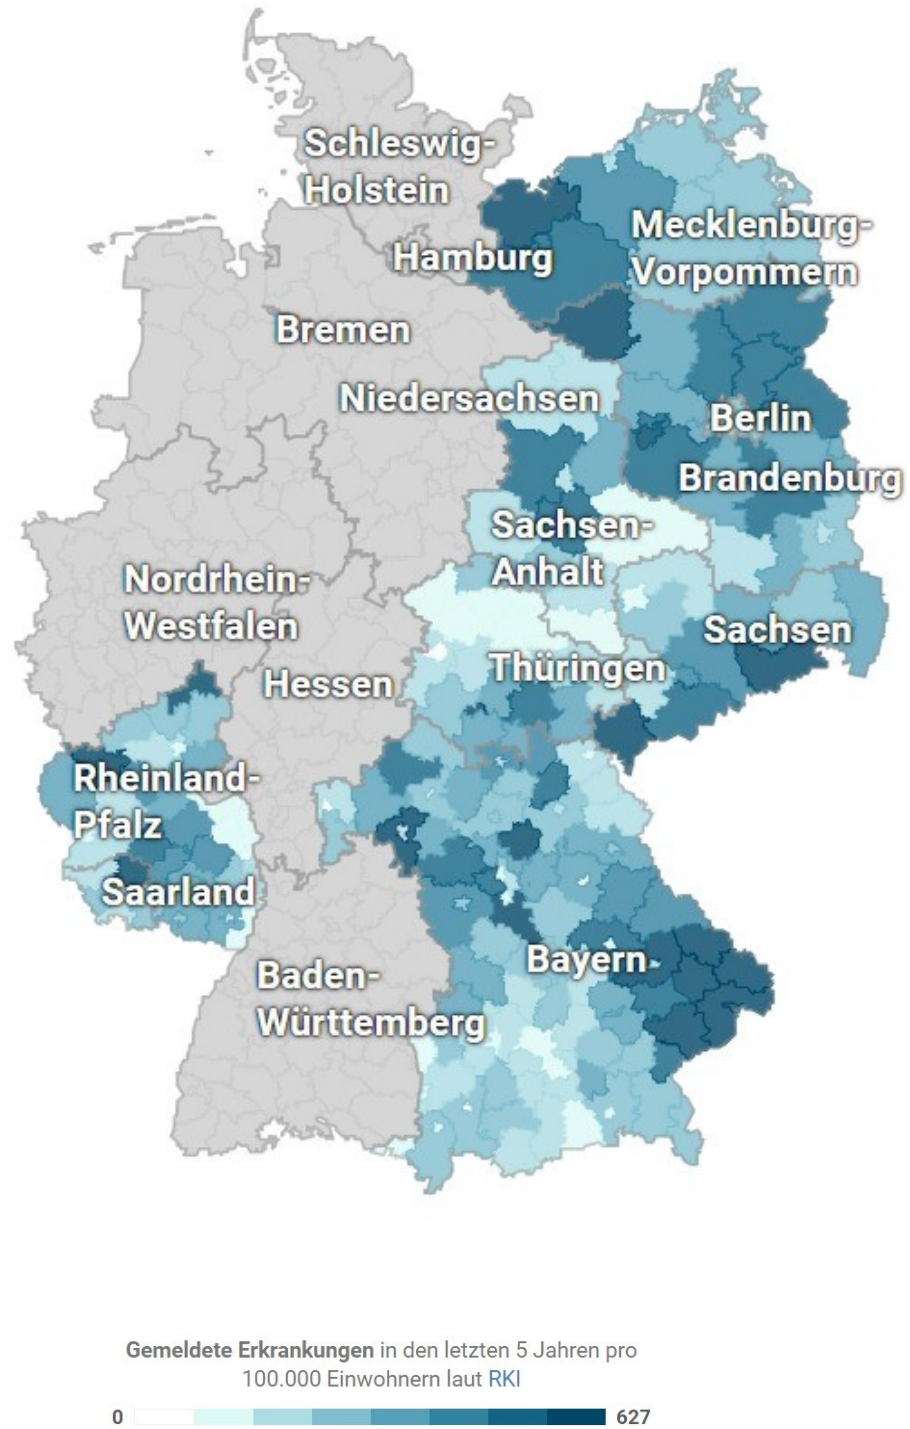 Schleswig-
Holstein
Mecklenburg-
Vorpommern
Hamburg
Bremen
Niedersachsen
Berlin
Brandenburg
Sachsen-
Anhalt
Nordrhein-
Westfalen
Sachsen
Thüringen
Hessen
Rheinland-
Pfalz
Saarland
Bayern
Baden-
Württemberg
Gemeldete Erkrankungen in den letzten 5 Jahren pro
100.000 Einwohnern laut RKI
0 627